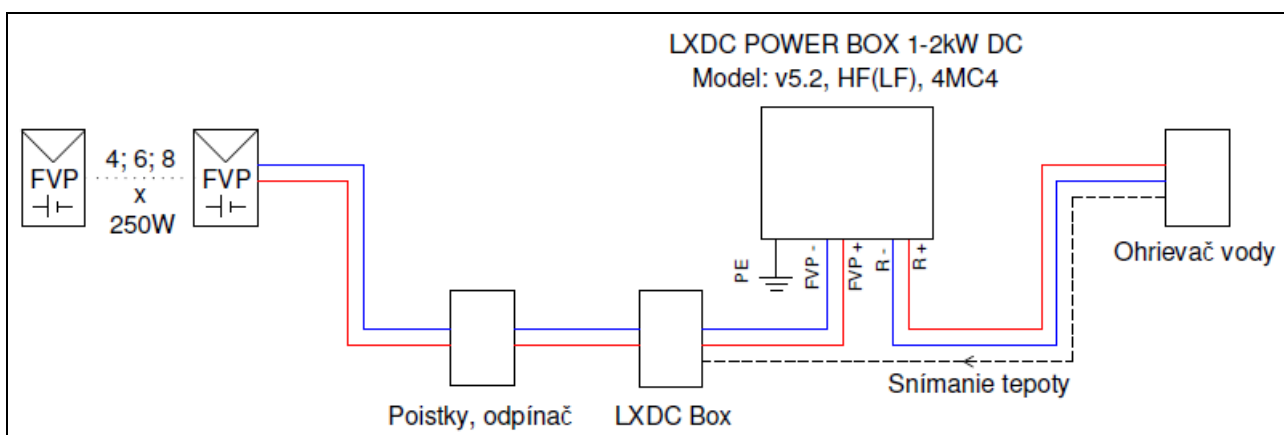 LXDC POWER BOX 1-2kW DC
Model: v5.2, HF(LF), 4MC4
FVP
4; 6; 8
x
250W
FVP
PE
FVP -
FVP +
R -
R +
Ohrievač vody
Snímanie tepoty
Poistky, odpínač
LXDC Box